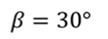 β = 30°